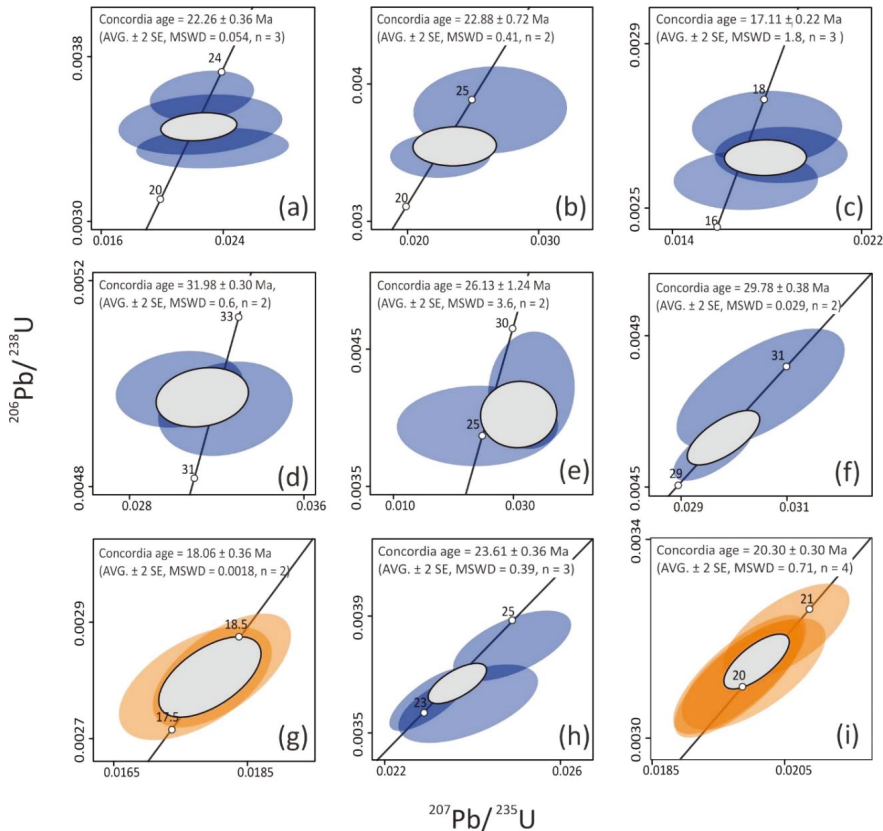 Concordia age = 22.26 ± 0.36 Ma
(AVG. ± 2 SE, MSWD = 0.054, n = 3)
0.0038
24
20
0.0030
(a)
0.016
0.024
Concordia age = 22.88 ± 0.72 Ma
(AVG. ± 2 SE, MSWD = 0.41, n = 2)
0.004
25
20
0.003
(b)
0.020
0.030
Concordia age = 17.11 ± 0.22 Ma
(AVG. ± 2 SE, MSWD = 1.8, n = 3 )
0.0029
18
16
0.0025
(c)
0.014
0.022
206Pb/238U
Concordia age = 31.98 ± 0.30 Ma,
(AVG. ± 2 SE, MSWD = 0.6, n = 2)
0.0052
33
31
0.0048
(d)
0.028
0.036
Concordia age = 26.13 ± 1.24 Ma
(AVG. ± 2 SE, MSWD = 3.6, n = 2)
0.0045
30
25
0.0035
(e)
0.010
0.030
Concordia age = 29.78 ± 0.38 Ma
(AVG. ± 2 SE, MSWD = 0.029, n = 2)
0.0049
31
29
0.0045
(f)
0.029
0.031
Concordia age = 18.06 ± 0.36 Ma
(AVG. ± 2 SE, MSWD = 0.0018, n = 2)
0.0029
18.5
17.5
0.0027
(g)
0.0165
0.0185
Concordia age = 23.61 ± 0.36 Ma
(AVG. ± 2 SE, MSWD = 0.39, n = 3)
0.0039
25
23
0.0035
(h)
0.022
0.026
Concordia age = 20.30 ± 0.30 Ma
(AVG. ± 2 SE, MSWD = 0.71, n = 4)
0.0034
21
20
0.0030
(i)
0.0185
0.0205
207Pb/235U